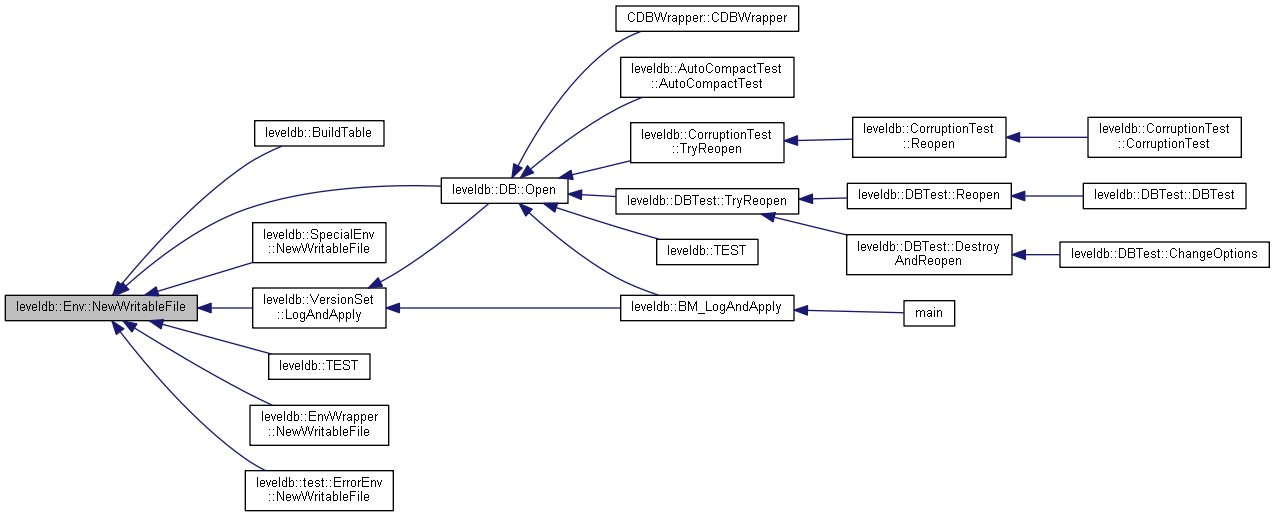 CDBWrapper::CDBWrapper
leveldb::AutoCompactTest
::AutoCompactTest
leveldb::BuildTable
leveldb::CorruptionTest
::TryReopen
leveldb::CorruptionTest
::Reopen
leveldb::CorruptionTest
::CorruptionTest
leveldb::DB::Open
leveldb::DBTest::TryReopen
leveldb::DBTest::Reopen
leveldb::DBTest::DBTest
leveldb::SpecialEnv
::NewWritableFile
leveldb::TEST
leveldb::DBTest::Destroy
AndReopen
leveldb::DBTest::ChangeOptions
leveldb::Env::NewWritableFile
leveldb::VersionSet
::LogAndApply
leveldb::BM_LogAndApply
main
leveldb::TEST
leveldb::EnvWrapper
::NewWritableFile
leveldb::test::ErrorEnv
::NewWritableFile